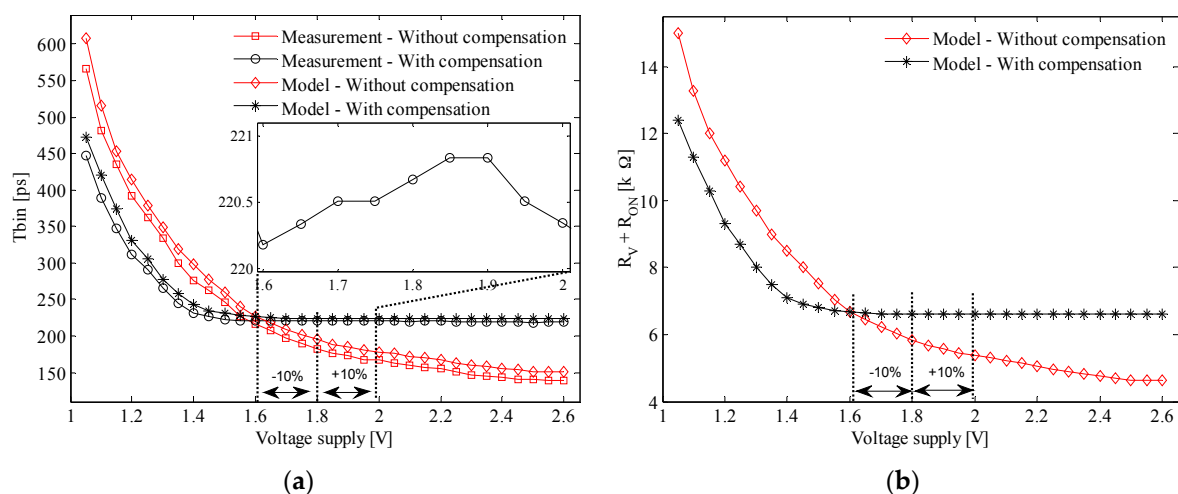 600
550
500
450
400
350
300
250
200
150
Tbin [ps]
Measurement - Without compensation
Measurement - With compensation
Model - Without compensation
Model - With compensation
221
220.5
220
1.6 1.7 1.8 1.9 2
-10% +10%
1 1.2 1.4 1.6 1.8 2 2.2 2.4 2.6
Voltage supply [V]
(a)
14
12
10
8
6
4
R_V + R_ON [k Ω]
Model - Without compensation
Model - With compensation
-10% +10%
1 1.2 1.4 1.6 1.8 2 2.2 2.4 2.6
Voltage supply [V]
(b)